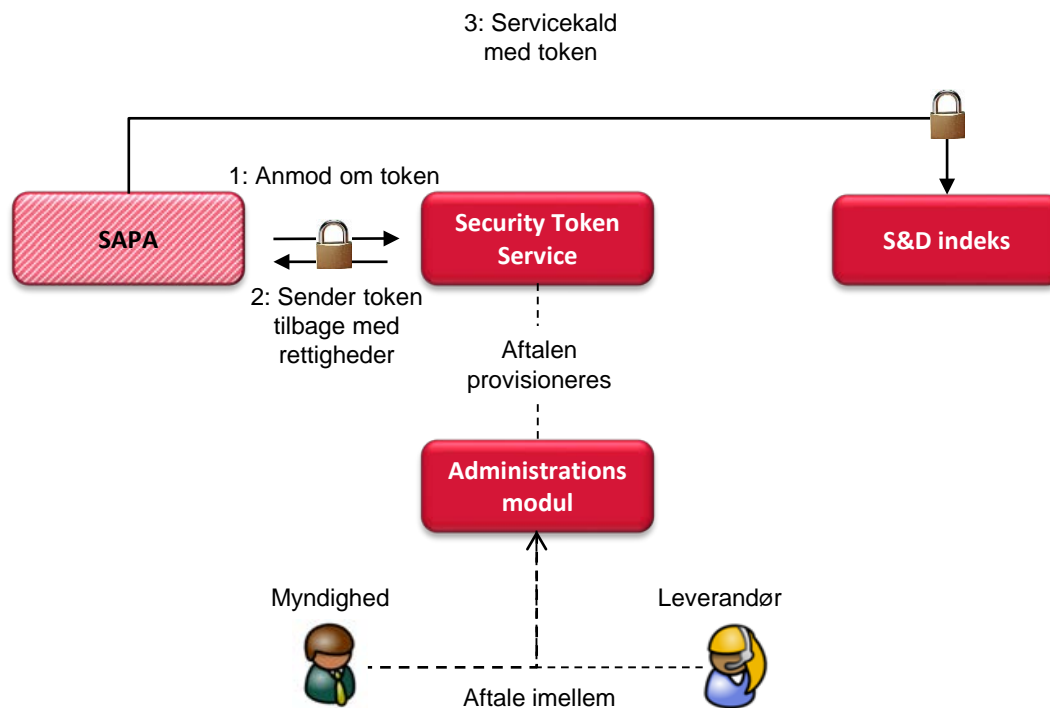 3: Servicekald
med token
1: Anmod om token
SAPA
Security Token
Service
S&D indeks
2: Sender token
tilbage med
rettigheder
Aftalen
provisioneres
Administrations
modul
Myndighed
Leverandør
Aftale imellem